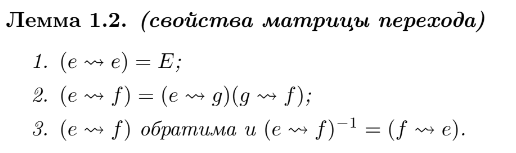 Лемма 1.2. (свойства матрицы перехода)
1. (e ⇝ e) = E;
2. (e ⇝ f) = (e ⇝ g)(g ⇝ f);
3. (e ⇝ f) обратима и (e ⇝ f)⁻¹ = (f ⇝ e).